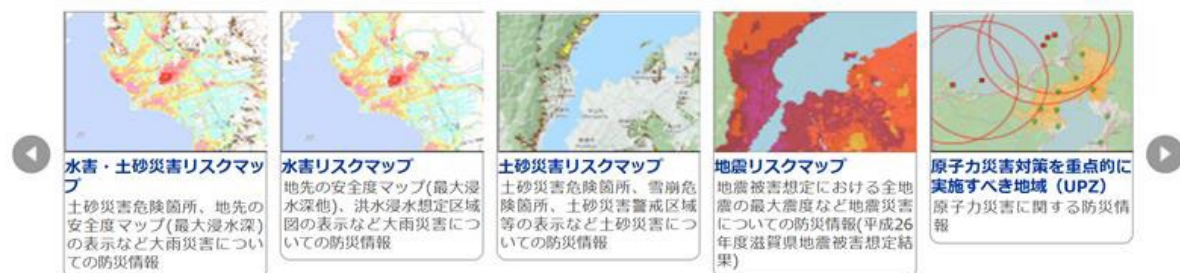 水害・土砂災害リスクマッ
プ
土砂災害危険箇所、地先の
安全度マップ(最大浸水深)
の表示など大雨災害につい
ての防災情報
水害リスクマップ
地先の安全度マップ(最大浸
水深他)、洪水浸水想定区域
図の表示など大雨災害につ
いての防災情報
土砂災害リスクマップ
土砂災害危険箇所、雪崩危
険箇所、土砂災害警戒区域
等の表示など土砂災害につ
いての防災情報
地震リスクマップ
地震被害想定における全地
震の最大震度など地震災害
についての防災情報(平成26
年度滋賀県地震被害想定結
果)
原子力災害対策を重点的に
実施すべき地域（UPZ）
原子力災害に関する防災情
報